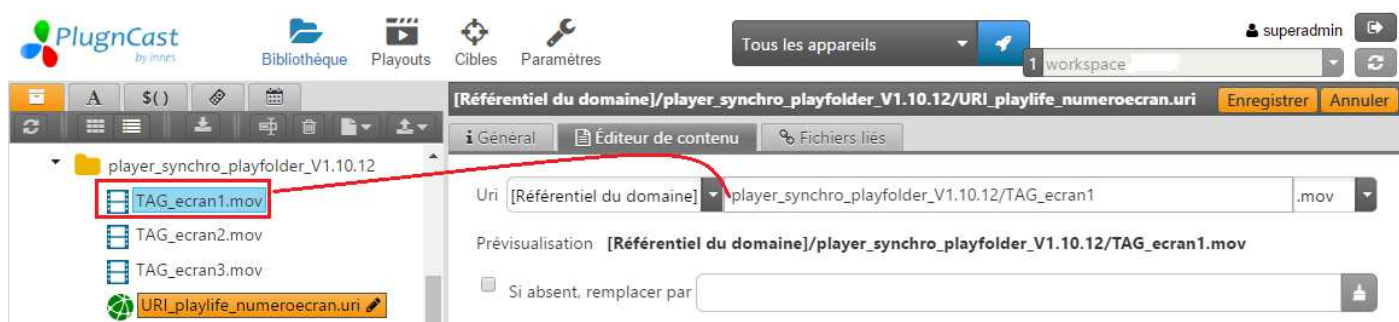 PlugnCast
by innes
Bibliothèque
Playouts
Cibles
Paramètres
Tous les appareils
superadmin
1 workspace
A
$()
[Référentiel du domaine]/player_synchro_playfolder_V1.10.12/URI_playlife_numeroecran.uri
Enregistrer
Annuler
i Général
Éditeur de contenu
Fichiers liés
player_synchro_playfolder_V1.10.12
TAG_ecran1.mov
TAG_ecran2.mov
TAG_ecran3.mov
URI_playlife_numeroecran.uri
Uri [Référentiel du domaine] player_synchro_playfolder_V1.10.12/TAG_ecran1 .mov
Prévisualisation [Référentiel du domaine]/player_synchro_playfolder_V1.10.12/TAG_ecran1.mov
Si absent, remplacer par